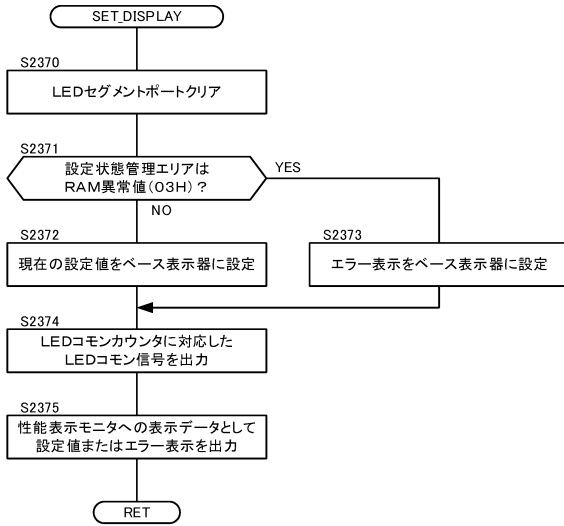 SET_DISPLAY
S2370
LEDセグメントポートクリア
S2371
設定状態管理エリアは
RAM異常値(03H)?
YES
NO
S2372
現在の設定値をベース表示器に設定
S2373
エラー表示をベース表示器に設定
S2374
LEDコモンカウンタに対応した
LEDコモン信号を出力
S2375
性能表示モニタへの表示データとして
設定値またはエラー表示を出力
RET